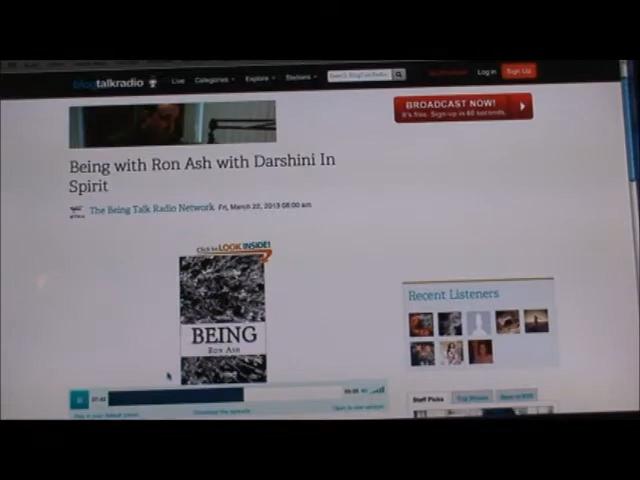 blogtalkradio Live Categories Explore Stations Log in Sign Up
BROADCAST NOW!
It's free. Sign-up in 60 seconds.
Being with Ron Ash with Darshini In
Spirit
The Being Talk Radio Network Fri, March 22, 2013 08:00 am
Click to LOOK INSIDE!
BEING
Ron Ash
Recent Listeners
Staff Picks